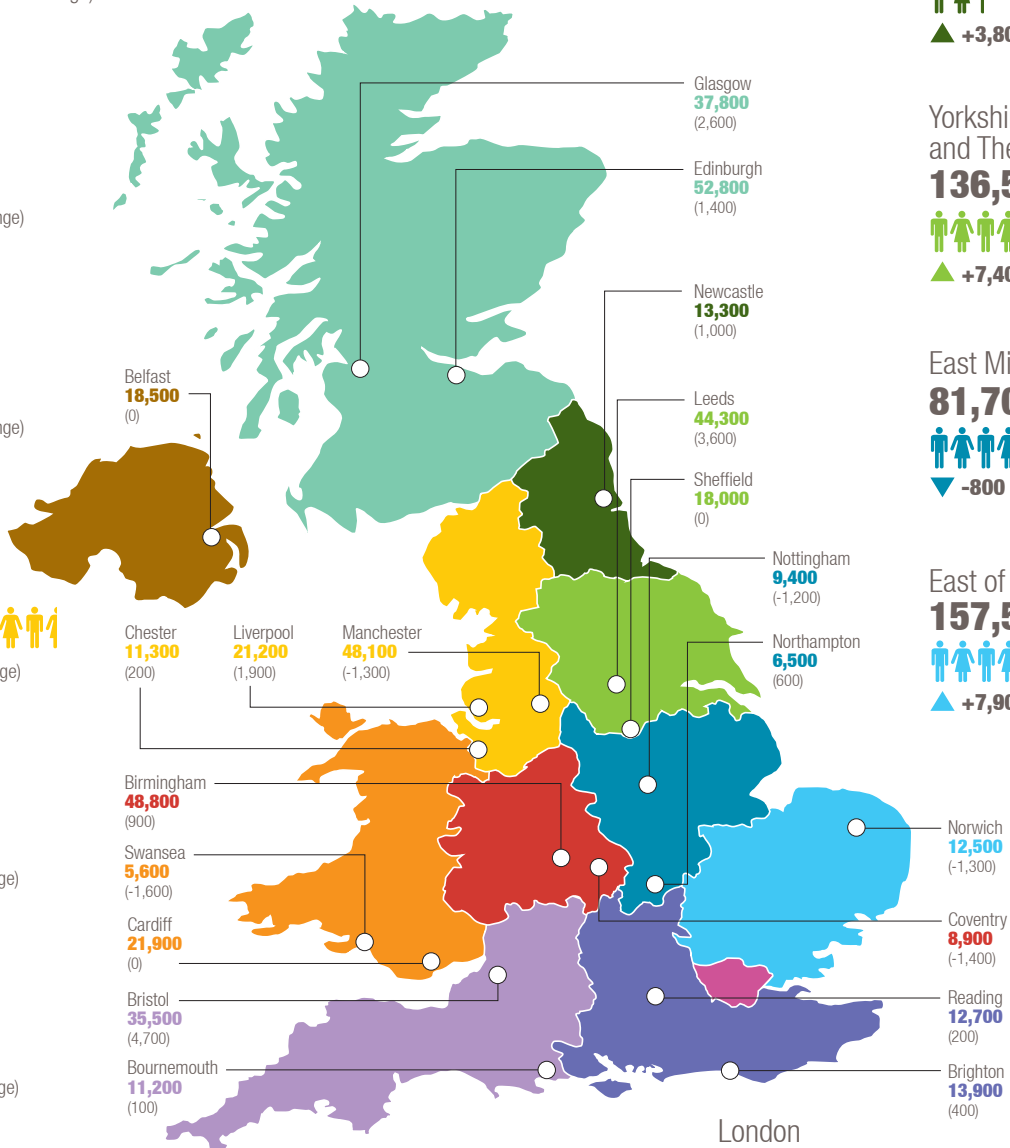 Glasgow
37,800
(2,600)
Edinburgh
52,800
(1,400)
Newcastle
13,300
(1,000)
Belfast
18,500
(0)
Leeds
44,300
(3,600)
Sheffield
18,000
(0)
Nottingham
9,400
(-1,200)
Northampton
6,500
(600)
Chester
11,300
(200)
Liverpool
21,200
(1,900)
Manchester
48,100
(-1,300)
Birmingham
48,800
(900)
Swansea
5,600
(-1,600)
Cardiff
21,900
(0)
Bristol
35,500
(4,700)
Bournemouth
11,200
(100)
Norwich
12,500
(-1,300)
Coventry
8,900
(-1,400)
Reading
12,700
(200)
Brighton
13,900
(400)
London
+3,80
Yorkshi
and The
136,5
+7,40
East Mi
81,70
-800
East of
157,5
+7,90
nge)
nge)
ge)
ge)
ge)